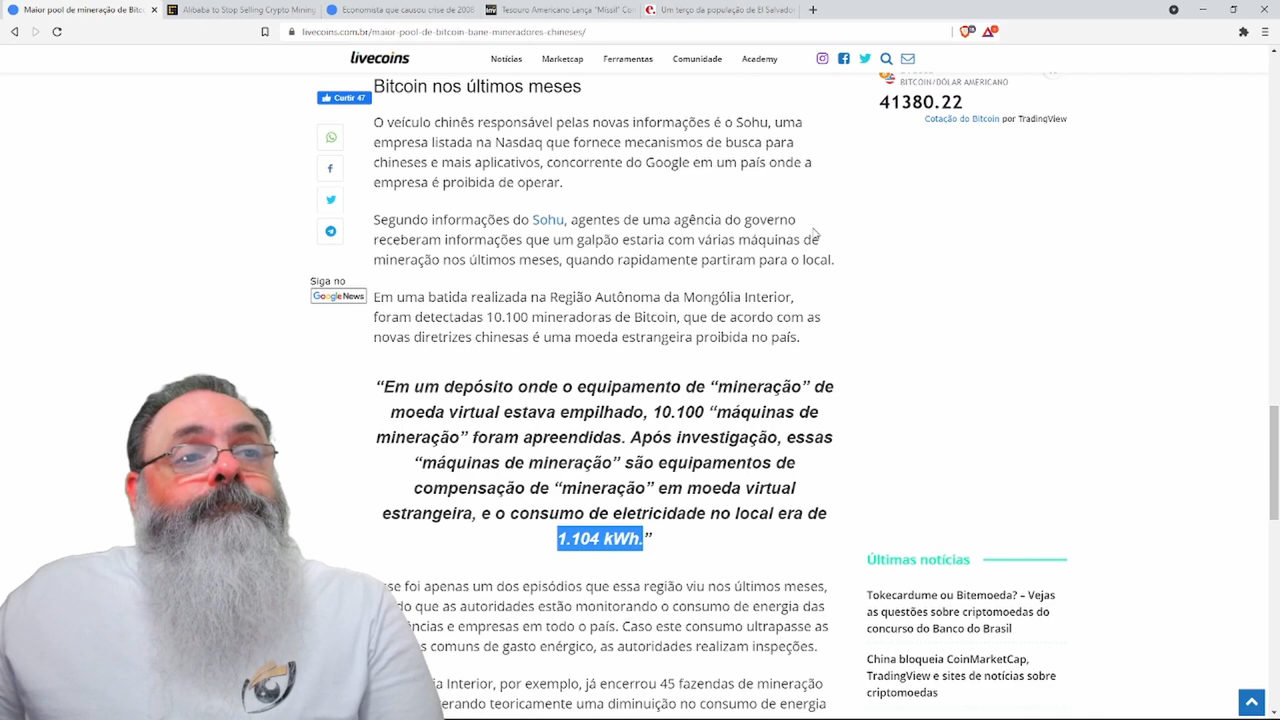 Maior pool de mineração de Bitc
Alibaba to Stop Selling Crypto Mining
Economista que causou crise de 2008
Tesouro Americano Lança "Míssil" Con
Um terço da população de El Salvador
livecoins.com.br/maior-pool-de-bitcoin-bane-mineradores-chineses/
livecoins
Notícias
Marketcap
Ferramentas
Comunidade
Academy
Bitcoin nos últimos meses
Curtir 47
BITCOIN/DÓLAR AMERICANO
41380.22
Cotação do Bitcoin por TradingView
O veículo chinês responsável pelas novas informações é o Sohu, uma
empresa listada na Nasdaq que fornece mecanismos de busca para
chineses e mais aplicativos, concorrente do Google em um país onde a
empresa é proibida de operar.
Segundo informações do Sohu, agentes de uma agência do governo
receberam informações que um galpão estaria com várias máquinas de
mineração nos últimos meses, quando rapidamente partiram para o local.
Siga no
Google News
Em uma batida realizada na Região Autônoma da Mongólia Interior,
foram detectadas 10.100 mineradoras de Bitcoin, que de acordo com as
novas diretrizes chinesas é uma moeda estrangeira proibida no país.
“Em um depósito onde o equipamento de “mineração” de
moeda virtual estava empilhado, 10.100 “máquinas de
mineração” foram apreendidas. Após investigação, essas
“máquinas de mineração” são equipamentos de
compensação de “mineração” em moeda virtual
estrangeira, e o consumo de eletricidade no local era de
1.104 kWh.”
se foi apenas um dos episódios que essa região viu nos últimos meses,
do que as autoridades estão monitorando o consumo de energia das
ncias e empresas em todo o país. Caso este consumo ultrapasse as
s comuns de gasto enérgico, as autoridades realizam inspeções.
ia Interior, por exemplo, já encerrou 45 fazendas de mineração
erando teoricamente uma diminuição no consumo de energia
Últimas notícias
Tokecardume ou Bitemoeda? – Vejas
as questões sobre criptomoedas do
concurso do Banco do Brasil
China bloqueia CoinMarketCap,
TradingView e sites de notícias sobre
criptomoedas